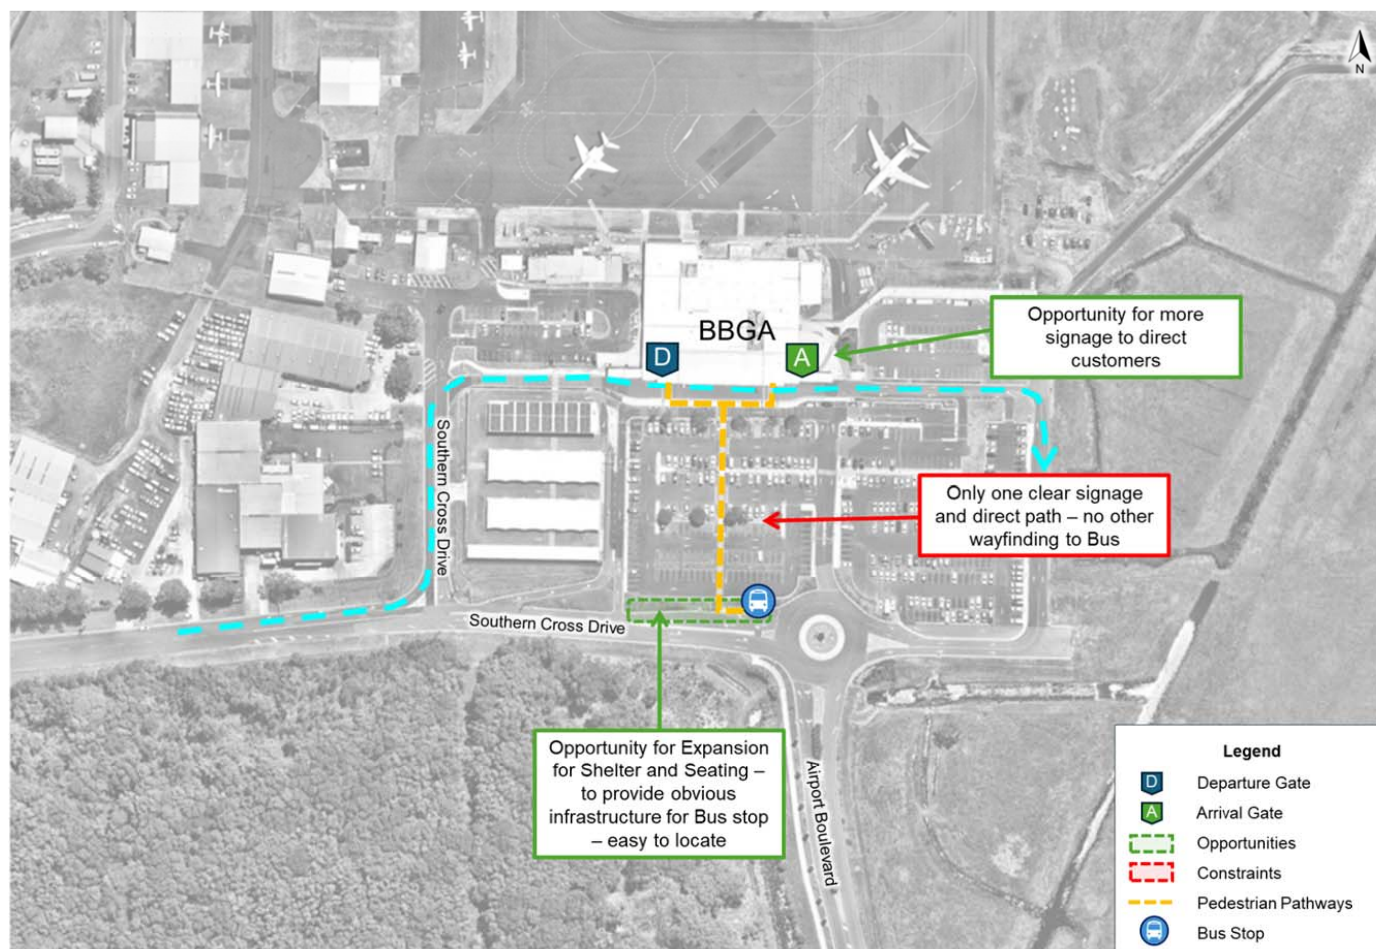 N
Opportunity for more
signage to direct
customers
BBGA
D
A
Southern Cross Drive
Only one clear signage
and direct path – no other
wayfinding to Bus
Southern Cross Drive
Opportunity for Expansion
for Shelter and Seating –
to provide obvious
infrastructure for Bus stop
– easy to locate
Airport Boulevard
Legend
D Departure Gate
A Arrival Gate
Opportunities
Constraints
Pedestrian Pathways
Bus Stop